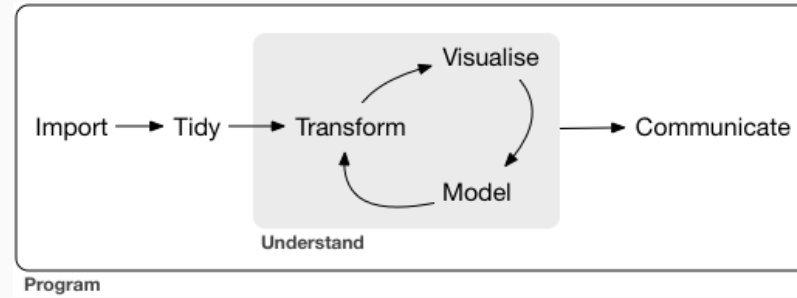 Visualise
Import Tidy Transform Communicate
Model
Understand
Program